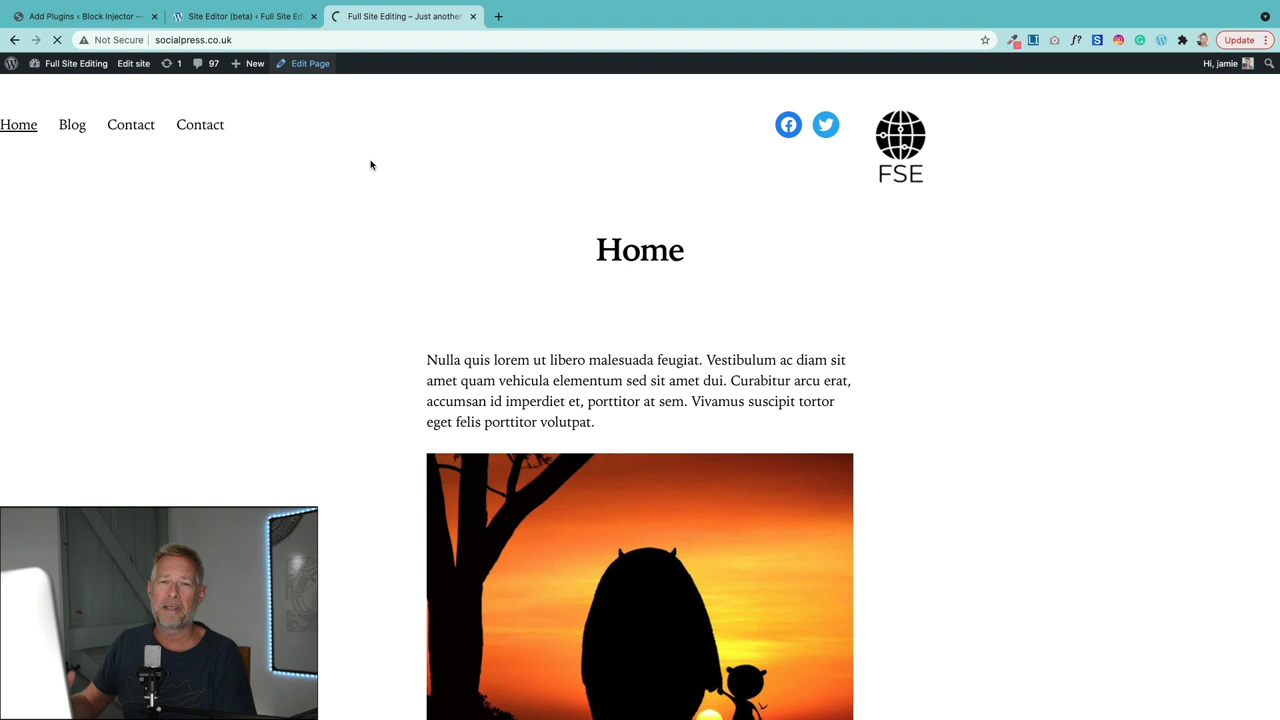 Add Plugins ‹ Block Injector —
Site Editor (beta) ‹ Full Site Edi
Full Site Editing – Just another
Not Secure
socialpress.co.uk
Update
Full Site Editing
Edit site
1
97
New
Edit Page
Hi, jamie
Home
Blog
Contact
Contact
FSE
Home
Nulla quis lorem ut libero malesuada feugiat. Vestibulum ac diam sit
amet quam vehicula elementum sed sit amet dui. Curabitur arcu erat,
accumsan id imperdiet et, porttitor at sem. Vivamus suscipit tortor
eget felis porttitor volutpat.